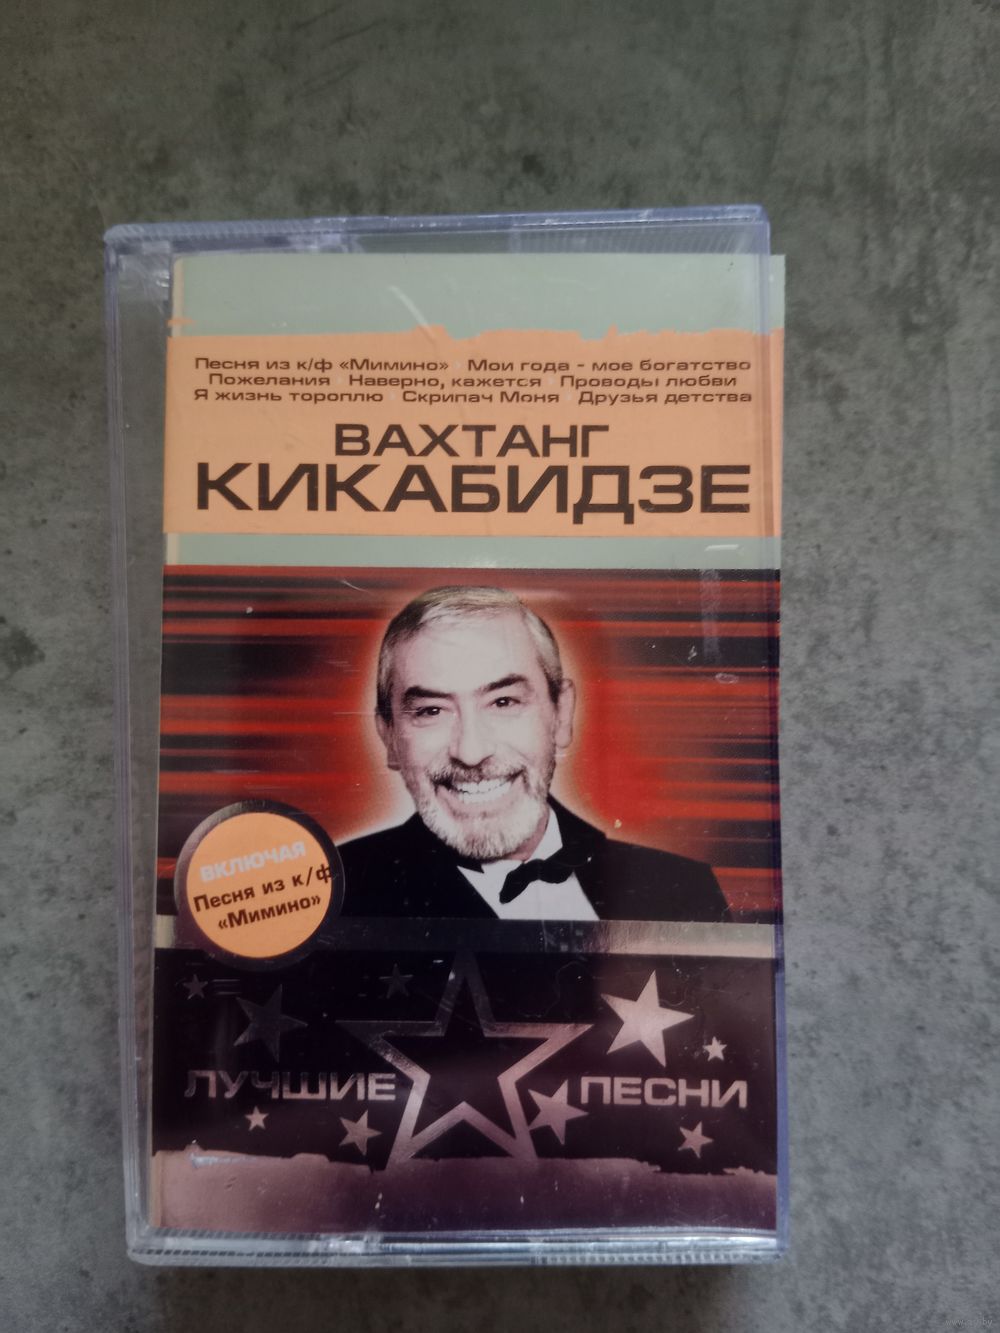 Песня из к/ф «Мимино» · Мои года - мое богатство
Пожелания · Наверно, кажется · Проводы любви
Я жизнь тороплю · Скрипач Моня · Друзья детства
ВАХТАНГ
КИКАБИДЗЕ
ВКЛЮЧАЯ
Песня из к/ф
«Мимино»
ЛУЧШИЕ ПЕСНИ